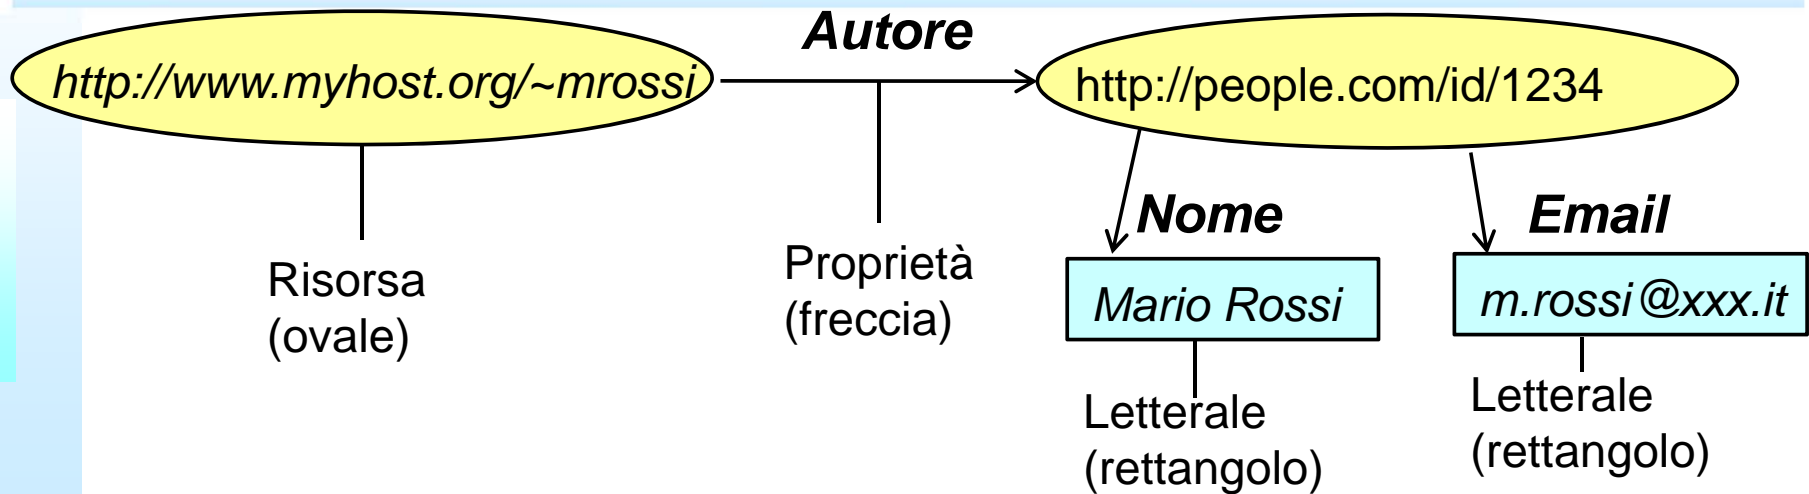 Autore
http://www.myhost.org/~mrossi
http://people.com/id/1234
Nome
Email
Risorsa
(ovale)
Proprietà
(freccia)
Mario Rossi
m.rossi@xxx.it
Letterale
(rettangolo)
Letterale
(rettangolo)